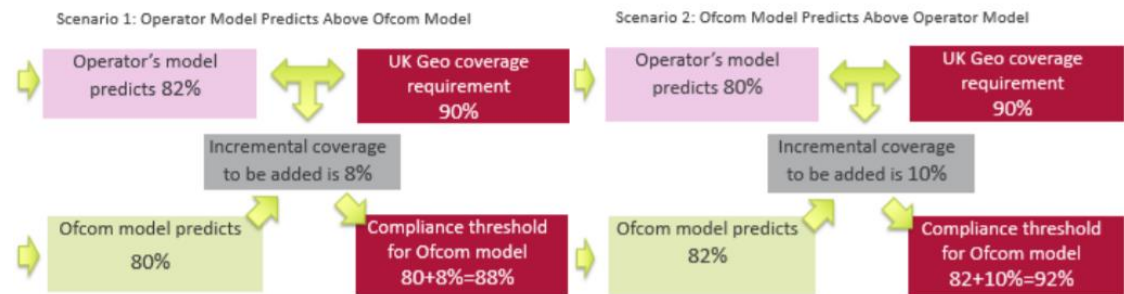 Scenario 1: Operator Model Predicts Above Ofcom Model
Operator's model
predicts 82%
UK Geo coverage
requirement
90%
Incremental coverage
to be added is 8%
Ofcom model predicts
80%
Compliance threshold
for Ofcom model
80+8%=88%
Scenario 2: Ofcom Model Predicts Above Operator Model
Operator's model
predicts 80%
UK Geo coverage
requirement
90%
Incremental coverage
to be added is 10%
Ofcom model predicts
82%
Compliance threshold
for Ofcom model
82+10%=92%